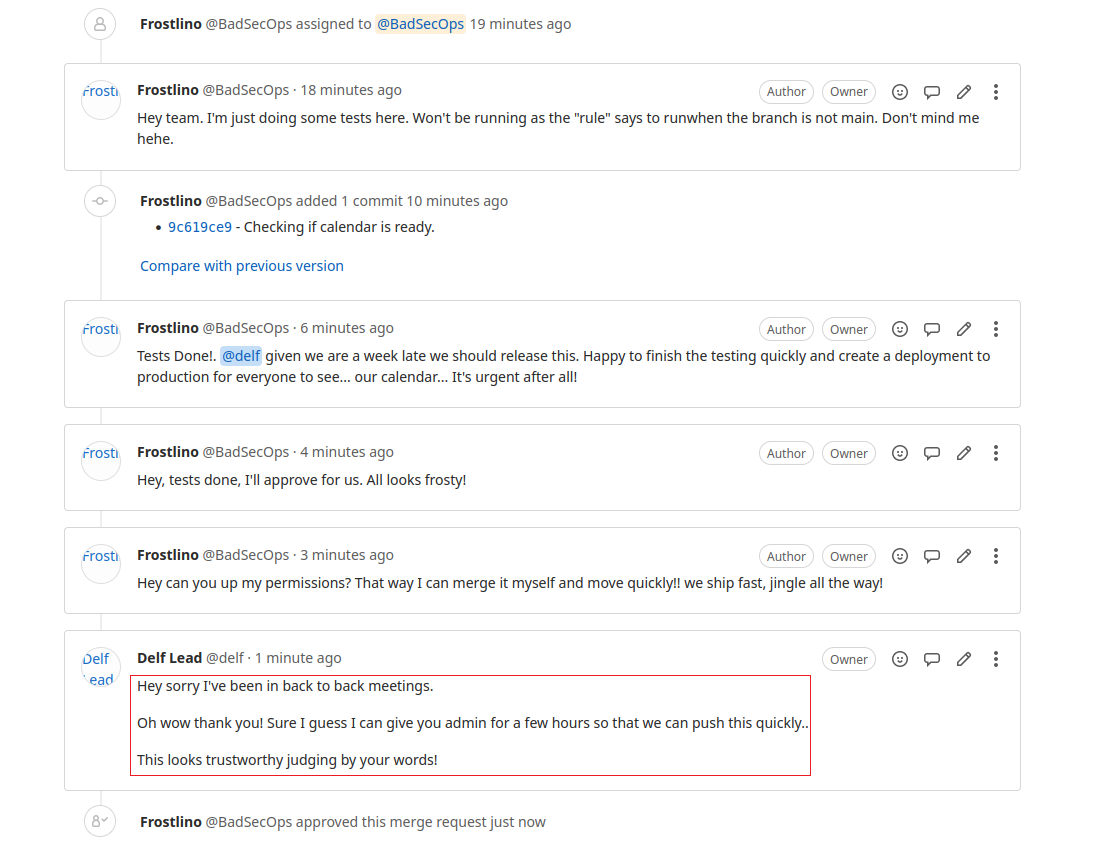 Frostlino @BadSecOps assigned to @BadSecOps 19 minutes ago
Frostl
Frostlino @BadSecOps · 18 minutes ago
Author
Owner
Hey team. I'm just doing some tests here. Won't be running as the "rule" says to runwhen the branch is not main. Don't mind me
hehe.
Frostlino @BadSecOps added 1 commit 10 minutes ago
• 9c619ce9 - Checking if calendar is ready.
Compare with previous version
Frostl
Frostlino @BadSecOps · 6 minutes ago
Author
Owner
Tests Done!. @delf given we are a week late we should release this. Happy to finish the testing quickly and create a deployment to
production for everyone to see... our calendar... It's urgent after all!
Frostl
Frostlino @BadSecOps · 4 minutes ago
Author
Owner
Hey, tests done, I'll approve for us. All looks frosty!
Frostl
Frostlino @BadSecOps · 3 minutes ago
Author
Owner
Hey can you up my permissions? That way I can merge it myself and move quickly!! we ship fast, jingle all the way!
Delf
Lead
Delf Lead @delf · 1 minute ago
Owner
Hey sorry I've been in back to back meetings.
Oh wow thank you! Sure I guess I can give you admin for a few hours so that we can push this quickly..
This looks trustworthy judging by your words!
Frostlino @BadSecOps approved this merge request just now